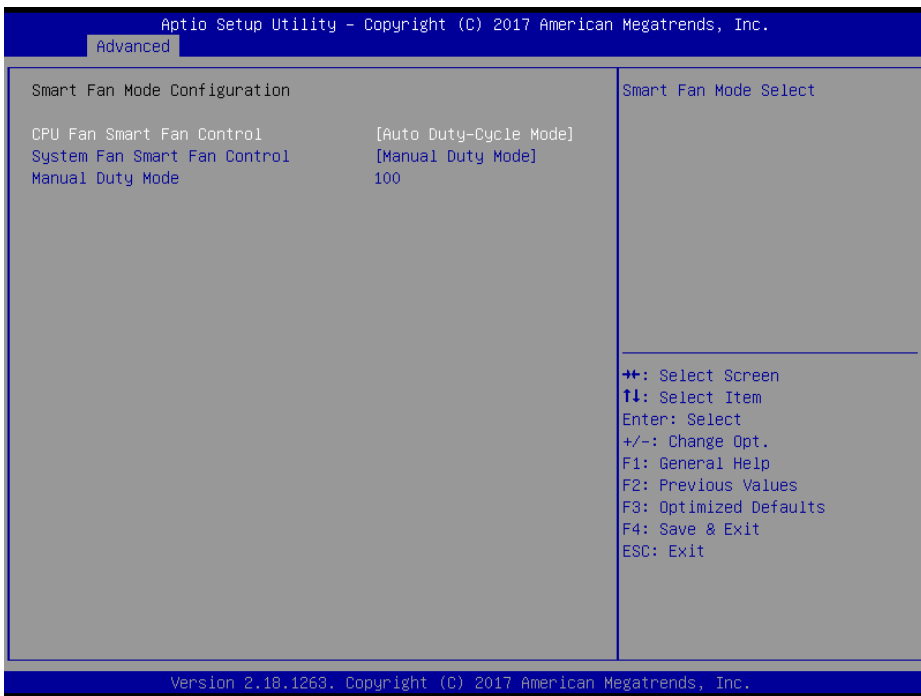 Aptio Setup Utility – Copyright (C) 2017 American Megatrends, Inc.
Advanced
Smart Fan Mode Configuration
CPU Fan Smart Fan Control [Auto Duty-Cycle Mode]
System Fan Smart Fan Control [Manual Duty Mode]
Manual Duty Mode 100
Smart Fan Mode Select
→←: Select Screen
↑↓: Select Item
Enter: Select
+/-: Change Opt.
F1: General Help
F2: Previous Values
F3: Optimized Defaults
F4: Save & Exit
ESC: Exit
Version 2.18.1263. Copyright (C) 2017 American Megatrends, Inc.